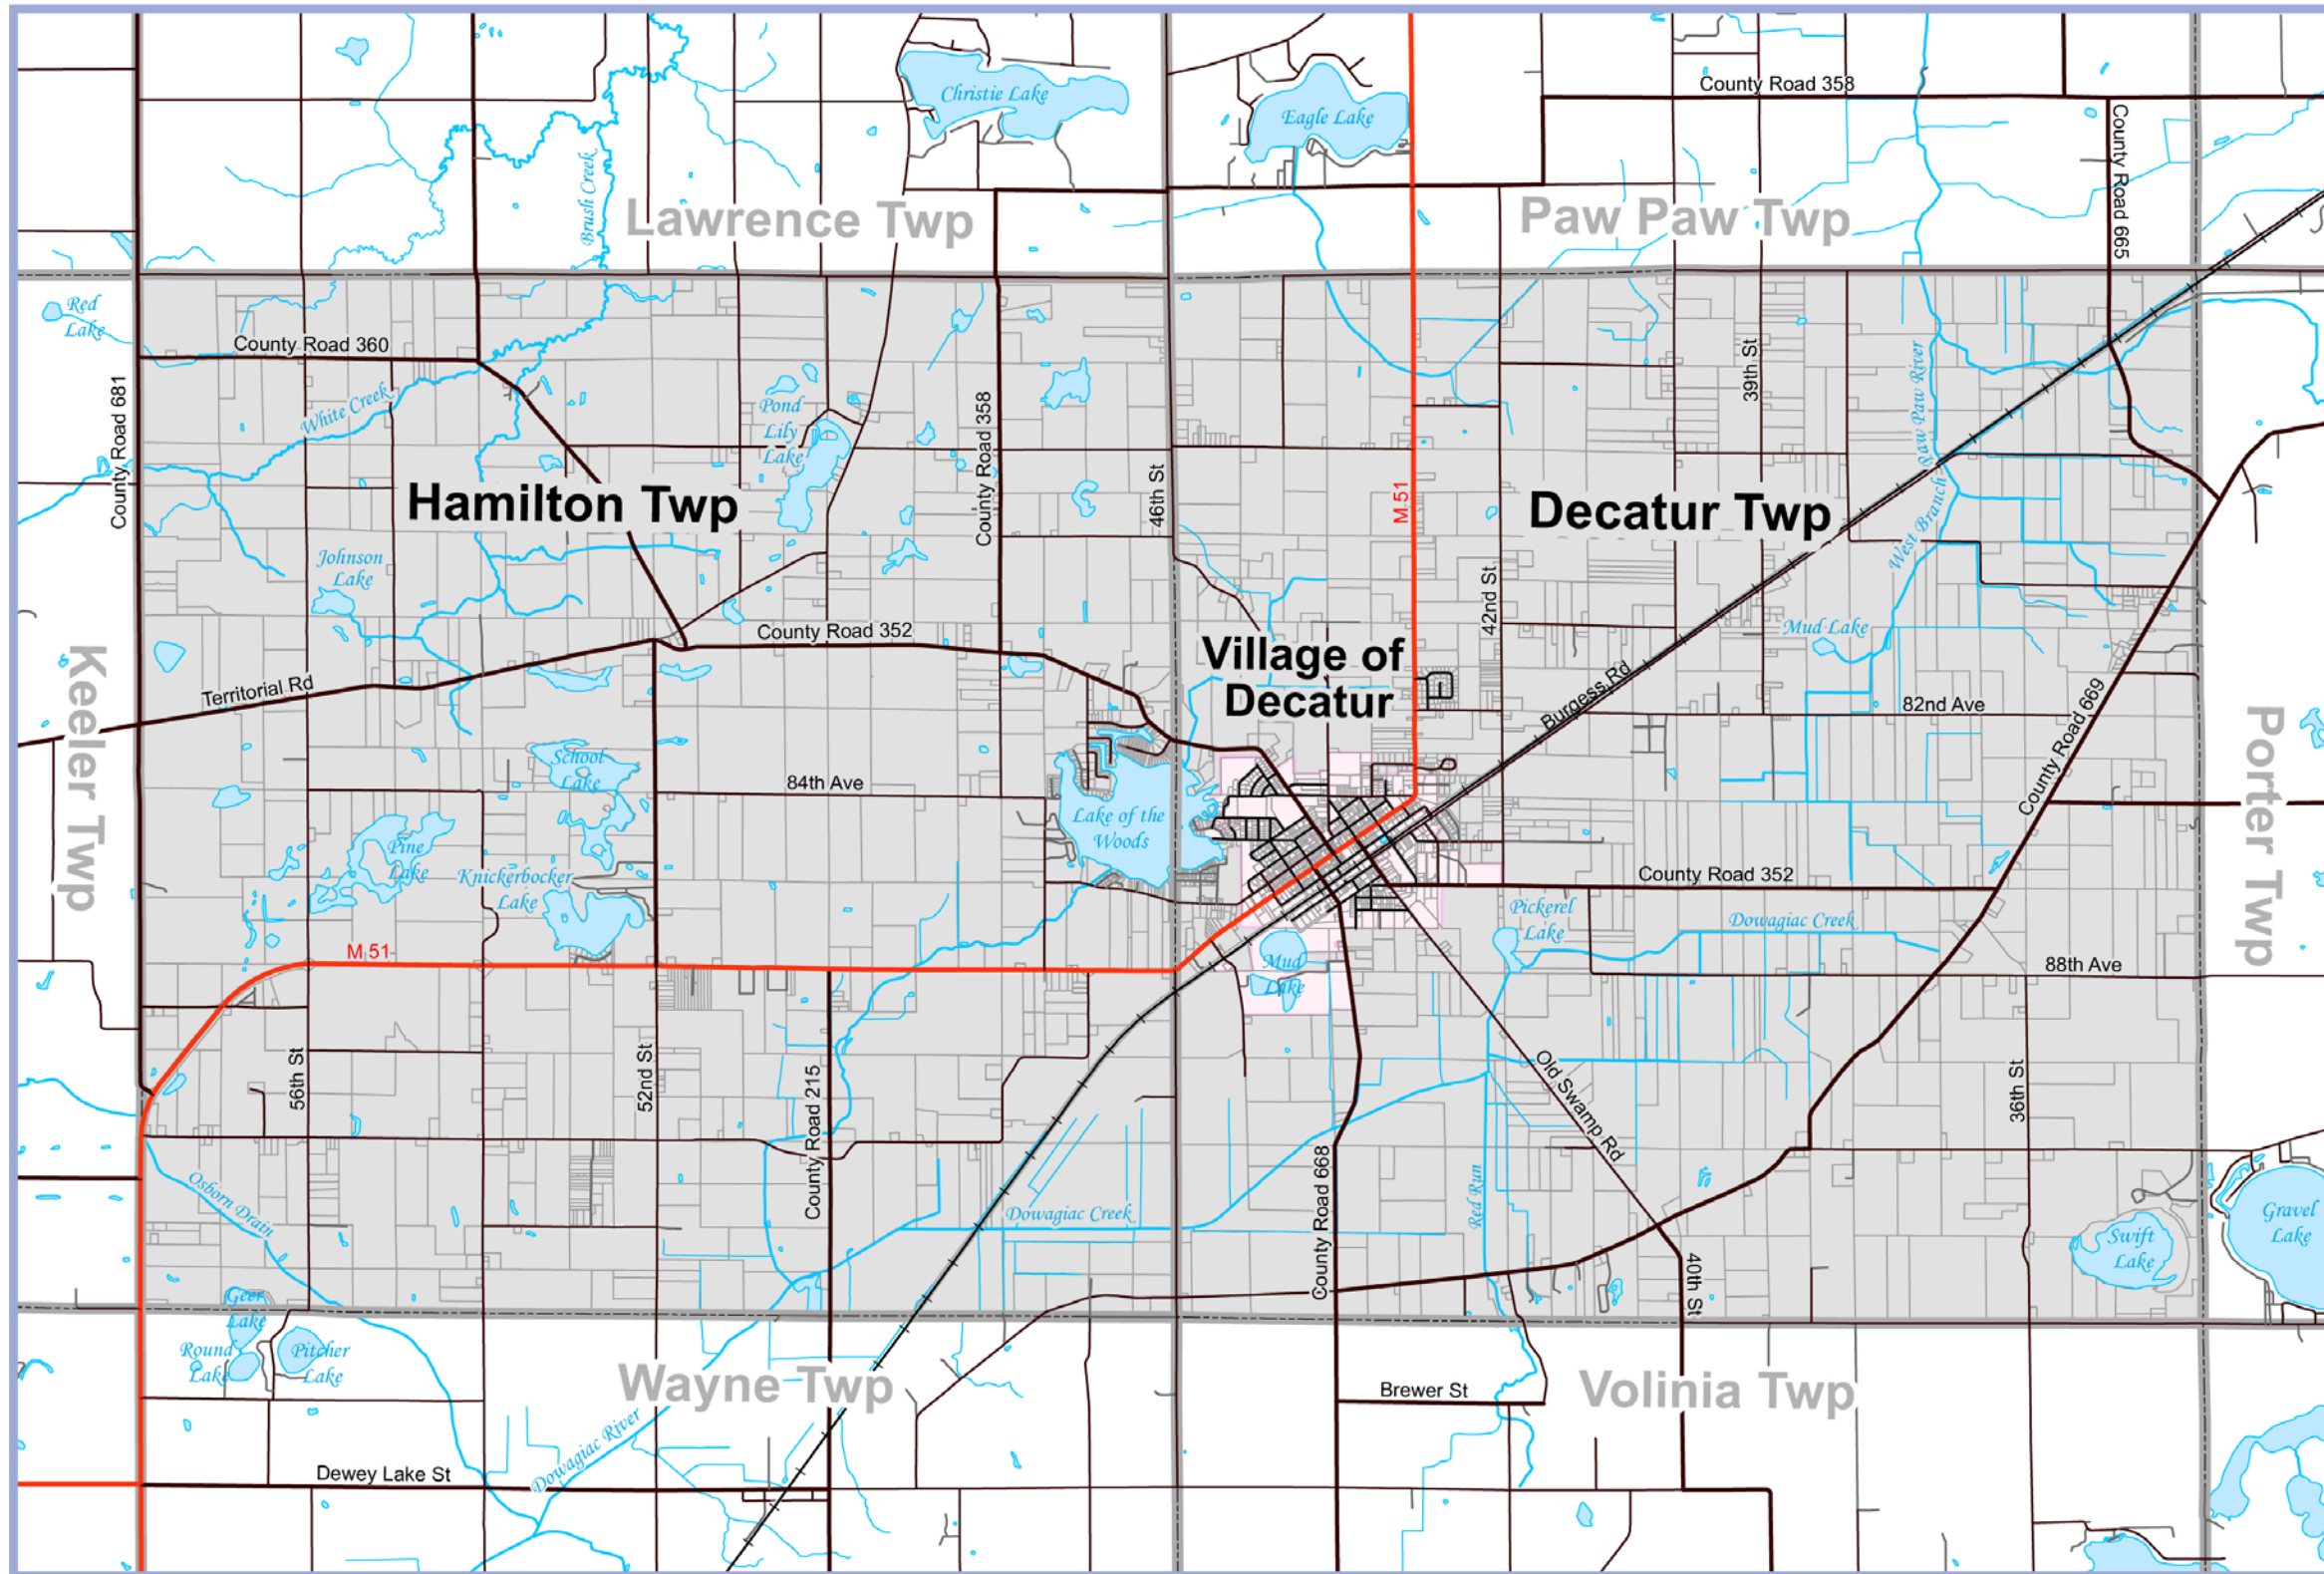 Christie Lake
Eagle Lake
County Road 358
County Road 665
Brush Creek
Lawrence Twp
Paw Paw Twp
Red
Lake
County Road 360
County Road 681
White Creek
Pond
Lily
Lake
County Road 358
46th St
M 51
39th St
West Branch Paw Paw River
Hamilton Twp
Decatur Twp
Johnson
Lake
42nd St
County Road 352
Territorial Rd
Keeler Twp
Village of
Decatur
Mud Lake
Burgess Rd
82nd Ave
County Road 669
Porter Twp
School
Lake
84th Ave
Lake of the
Woods
Pine
Lake
Knickerbocker
Lake
County Road 352
Pickerel
Lake
Dowagiac Creek
M 51
Mud
Lake
88th Ave
56th St
52nd St
County Road 215
Old Swamp Rd
36th St
Osborn Drain
Dowagiac Creek
County Road 668
Red Run
40th St
Swift
Lake
Gravel
Lake
Geer
Lake
Round
Lake
Pitcher
Lake
Wayne Twp
Brewer St
Volinia Twp
Dewey Lake St
Dowagiac River